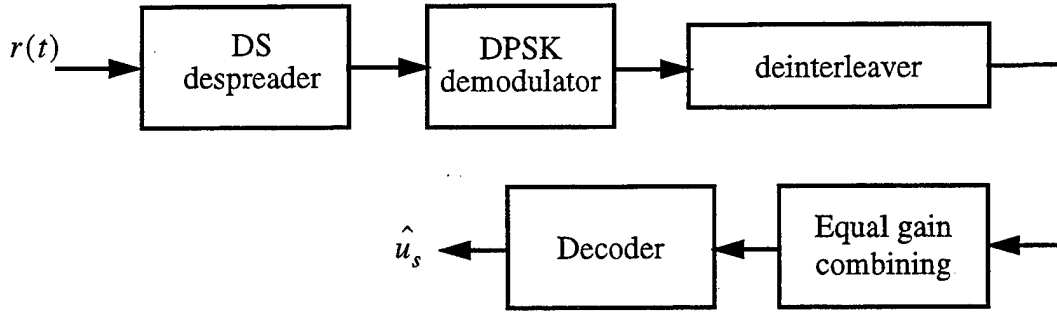 r(t)
DS
despreader
DPSK
demodulator
deinterleaver
Equal gain
combining
Decoder
û_s